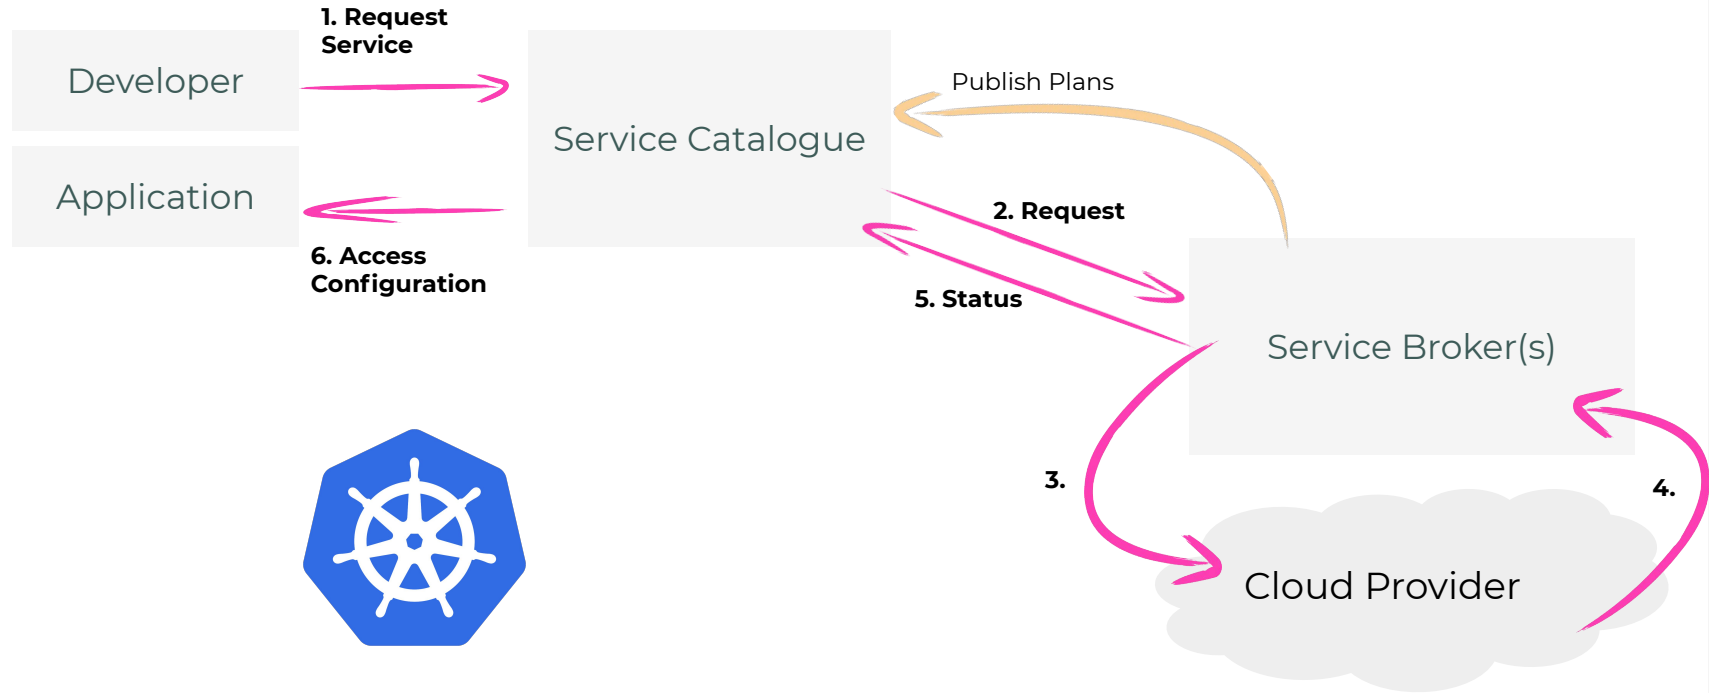 1. Request
Service
Developer
Application
6. Access
Configuration
Service Catalogue
Publish Plans
2. Request
5. Status
Service Broker(s)
3.
4.
Cloud Provider